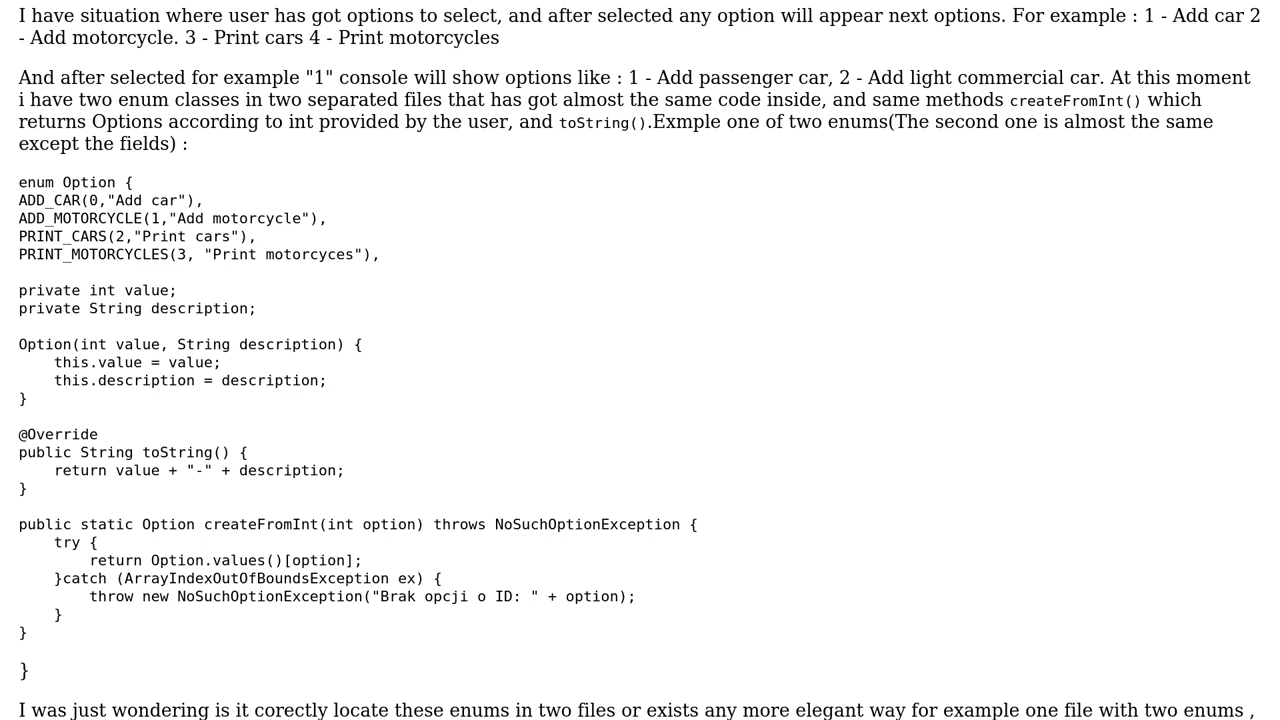 I have situation where user has got options to select, and after selected any option will appear next options. For example : 1 - Add car 2
- Add motorcycle. 3 - Print cars 4 - Print motorcycles
And after selected for example "1" console will show options like : 1 - Add passenger car, 2 - Add light commercial car. At this moment
i have two enum classes in two separated files that has got almost the same code inside, and same methods createFromInt() which
returns Options according to int provided by the user, and toString().Exmple one of two enums(The second one is almost the same
except the fields) :
enum Option {
ADD_CAR(0,"Add car"),
ADD_MOTORCYCLE(1,"Add motorcycle"),
PRINT_CARS(2,"Print cars"),
PRINT_MOTORCYCLES(3, "Print motorcyces"),
private int value;
private String description;
Option(int value, String description) {
    this.value = value;
    this.description = description;
}
@Override
public String toString() {
    return value + "-" + description;
}
public static Option createFromInt(int option) throws NoSuchOptionException {
    try {
        return Option.values()[option];
    }catch (ArrayIndexOutOfBoundsException ex) {
        throw new NoSuchOptionException("Brak opcji o ID: " + option);
    }
}
}
I was just wondering is it corectly locate these enums in two files or exists any more elegant way for example one file with two enums ,